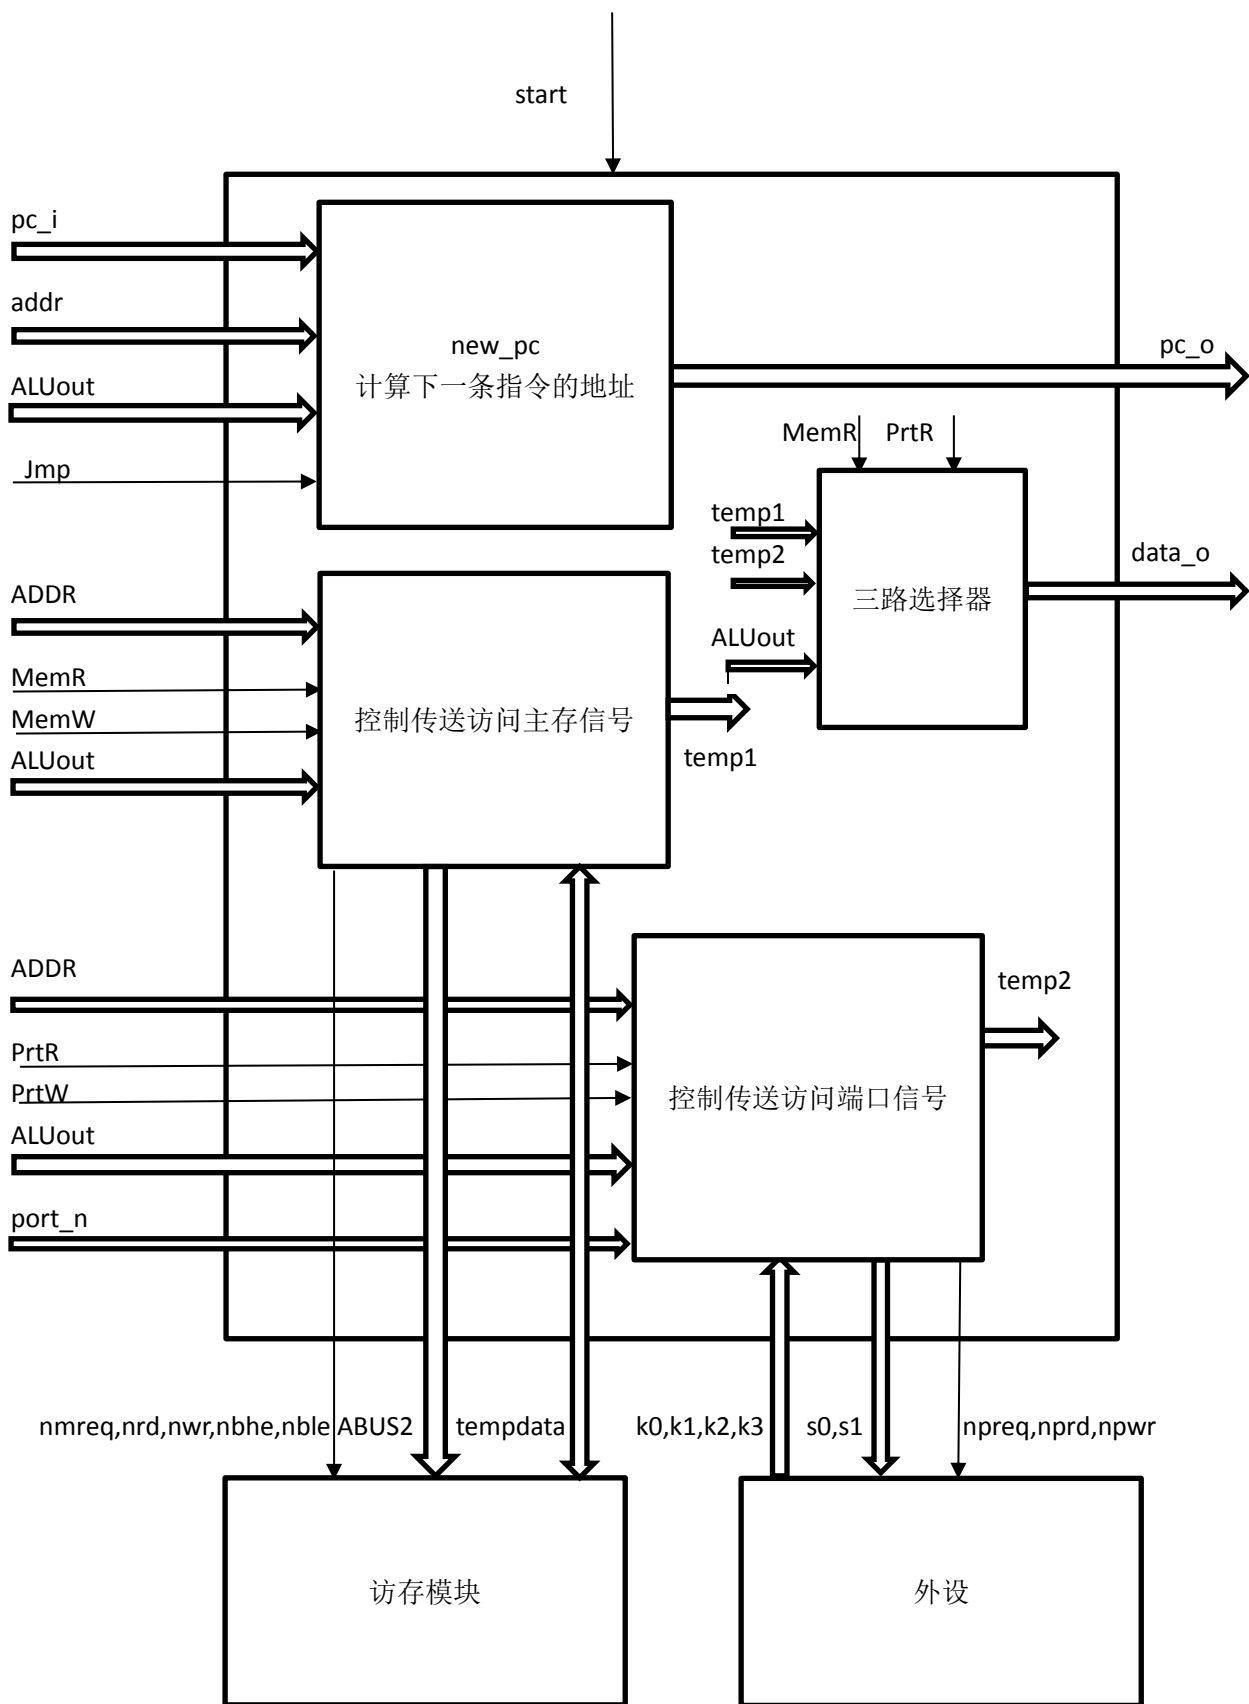 start
pc_i
addr
ALUout
Jmp
new_pc
计算下一条指令的地址
pc_o
MemR
PrtR
temp1
temp2
ALUout
三路选择器
data_o
ADDR
MemR
MemW
ALUout
控制传送访问主存信号
temp1
ADDR
PrtR
PrtW
ALUout
port_n
控制传送访问端口信号
temp2
nmreq,nrd,nwr,nbhe,nble
ABUS2
tempdata
k0,k1,k2,k3
s0,s1
npreq,nprd,npwr
访存模块
外设